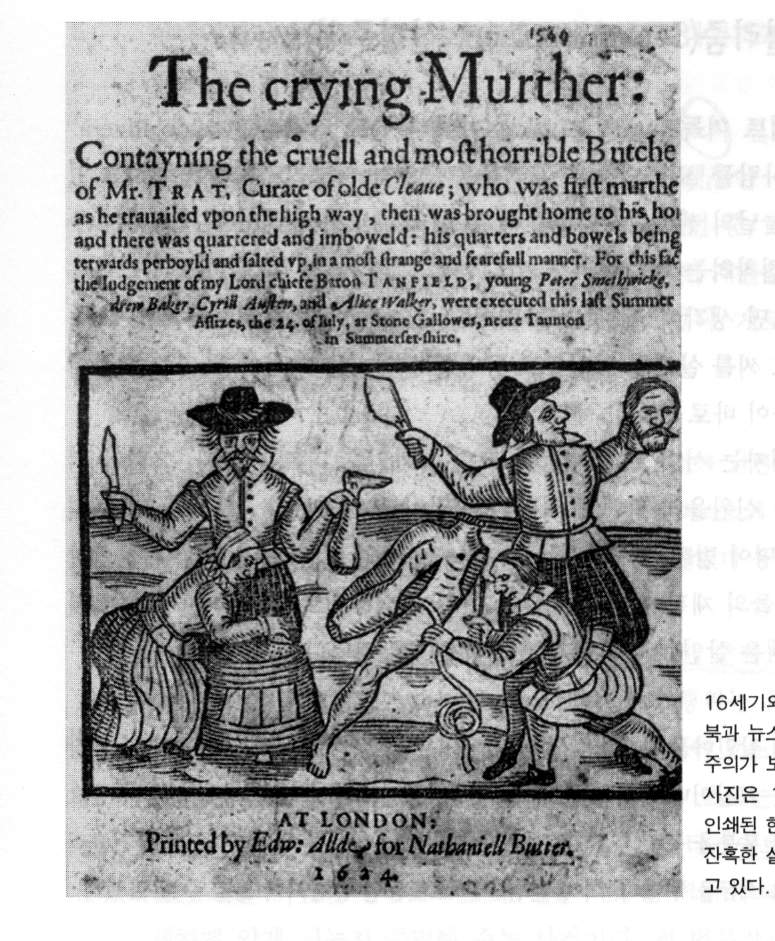 1569
The crying Murther:
Contayning the cruell and moſt horrible Butche
of Mr. TRAT, Curate of olde Cleaue; who was firſt murthe
as he trauailed vpon the high way, then was brought home to his hou
and there was quartered and imboweld: his quarters and bowels being
terwards perboyld and ſalted vp, in a moſt ſtrange and fearefull manner. For this fac
the Iudgement of my Lord chiefe Baron TANFIELD, young Peter Smethwicke,
drew Baker, Cyrill Auſten, and Alice Walker, were executed this laſt Summer
Aſſizes, the 24. of Iuly, at Stone Gallowes, neere Taunton
in Summerſet-ſhire.
AT LONDON:
Printed by Edw: Allde, for Nathaniell Butter.
1624.
16세기와
북과 뉴스
주의가 보
사진은 1
인쇄된 한
잔혹한 살
고 있다.